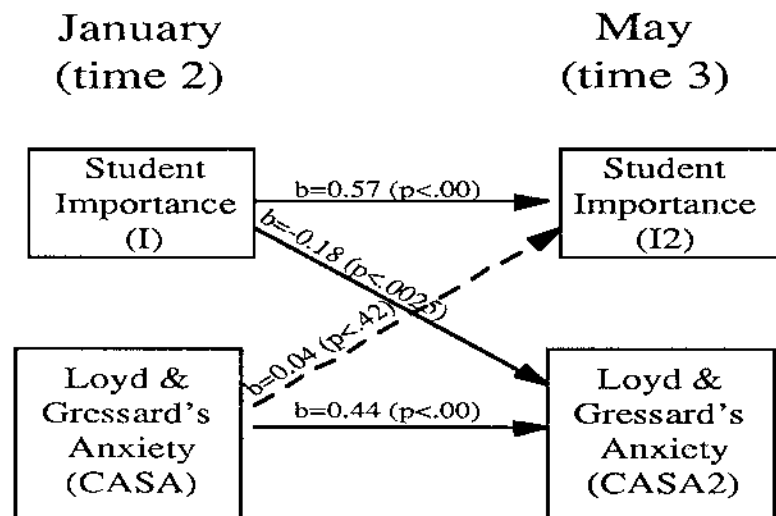 January
(time 2)
May
(time 3)
Student
Importance
(I)
b=0.57 (p<.00)
Student
Importance
(I2)
b=-0.18 (p<.0025)
b=0.04 (p<.42)
Loyd &
Gressard's
Anxiety
(CASA)
b=0.44 (p<.00)
Loyd &
Gressard's
Anxiety
(CASA2)